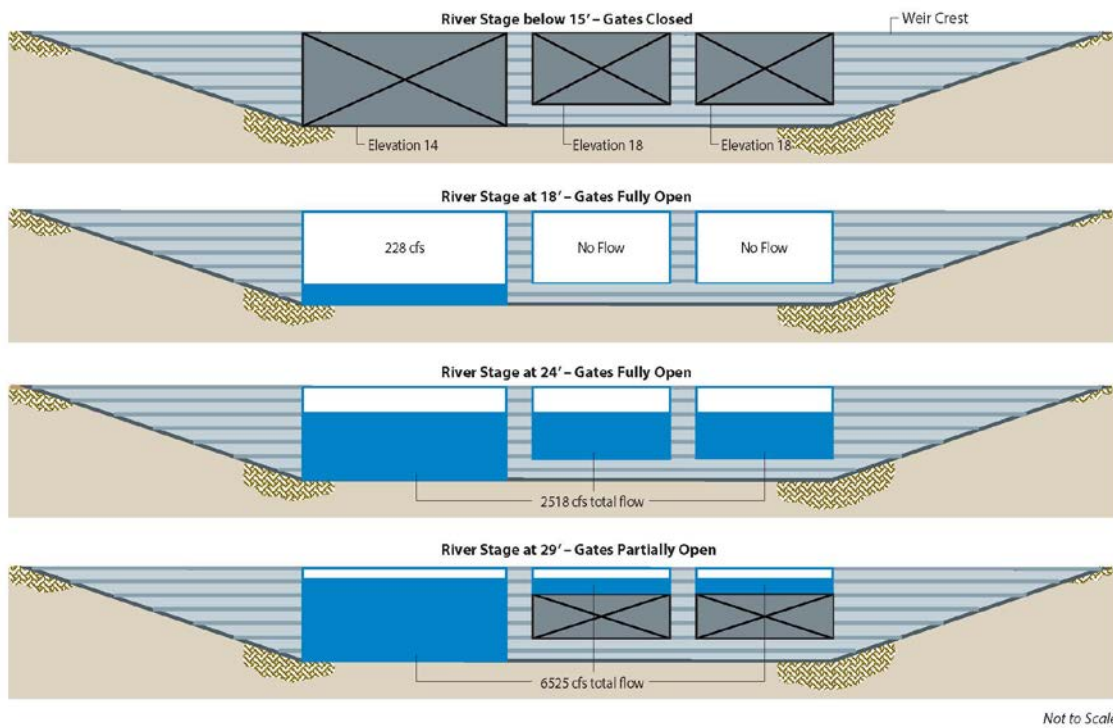 River Stage below 15' – Gates Closed
Weir Crest
Elevation 14
Elevation 18
Elevation 18
River Stage at 18' – Gates Fully Open
228 cfs
No Flow
No Flow
River Stage at 24' – Gates Fully Open
2518 cfs total flow
River Stage at 29' – Gates Partially Open
6525 cfs total flow
Not to Scale